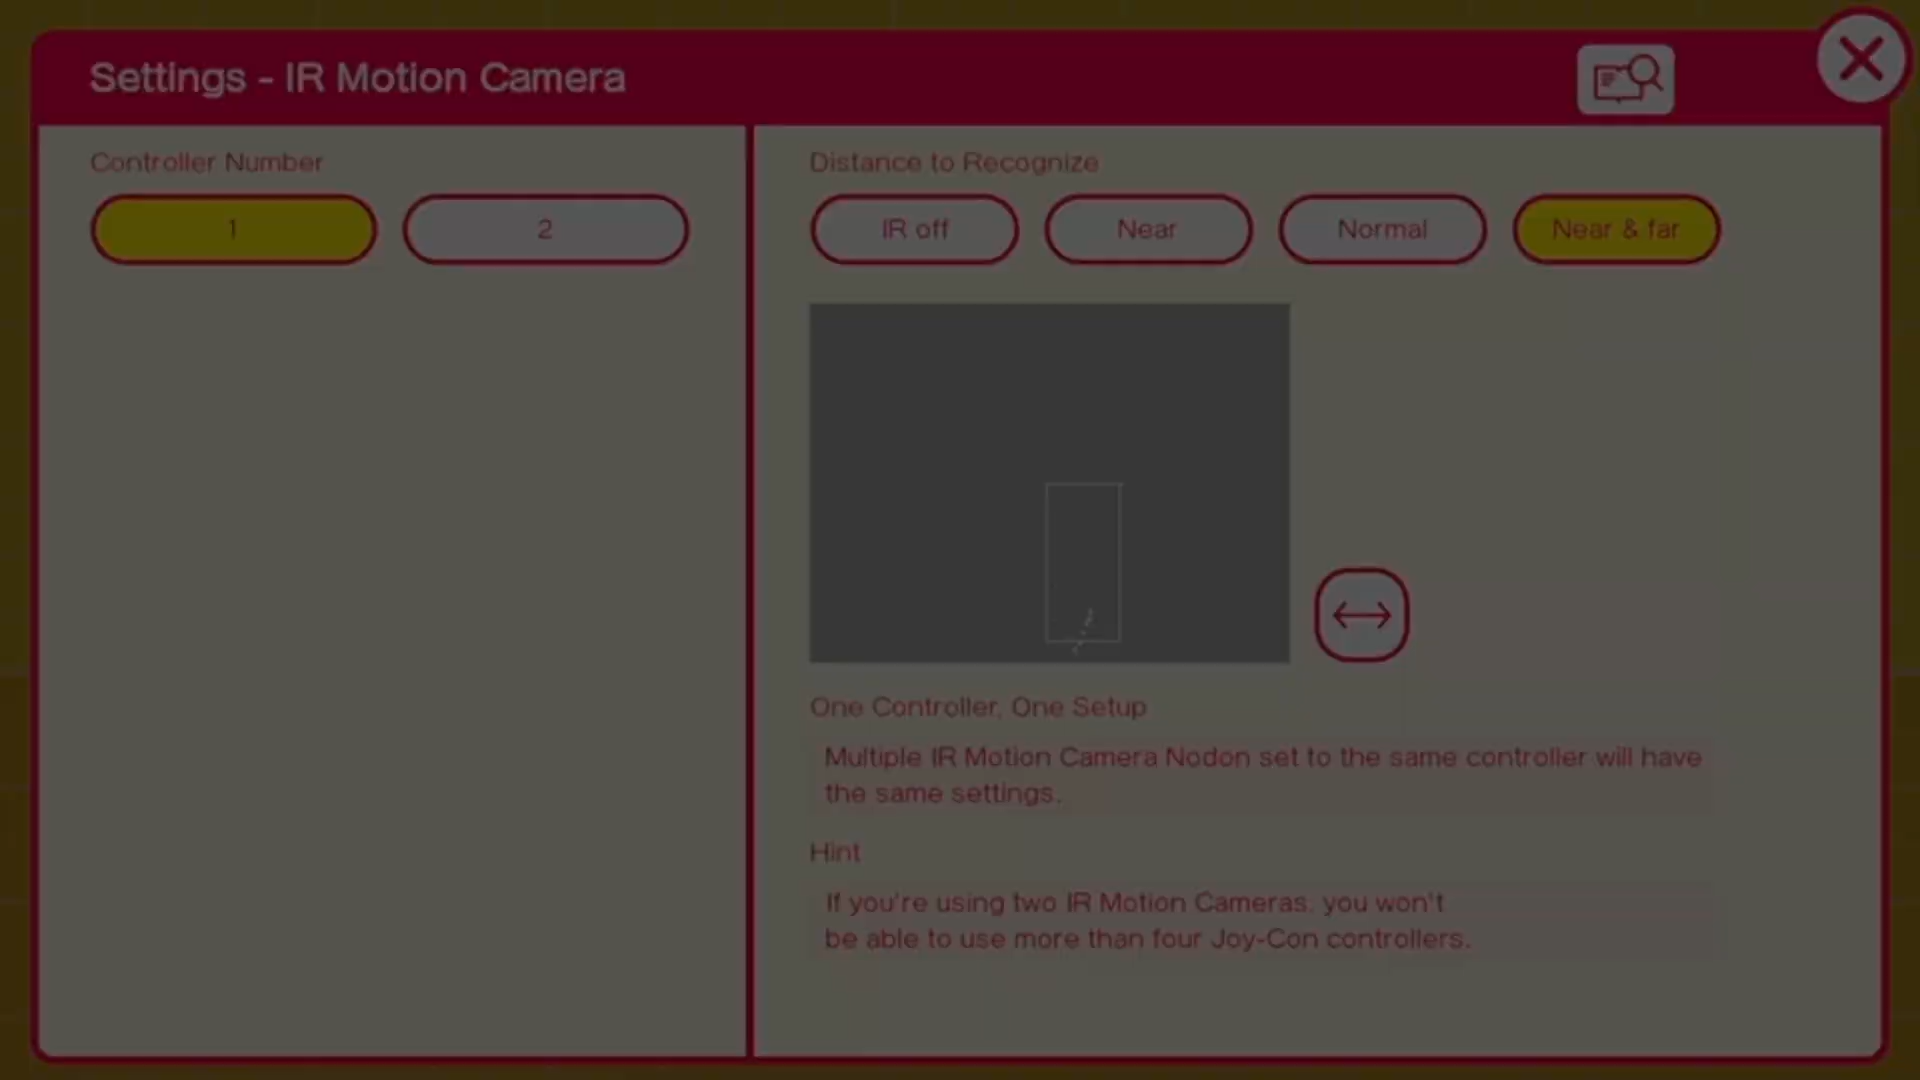 Settings - IR Motion Camera
Controller Number
1
2
Distance to Recognize
IR off
Near
Normal
Near & far
One Controller, One Setup
Multiple IR Motion Camera Nodon set to the same controller will have
the same settings.
Hint
If you're using two IR Motion Cameras, you won't
be able to use more than four Joy-Con controllers.